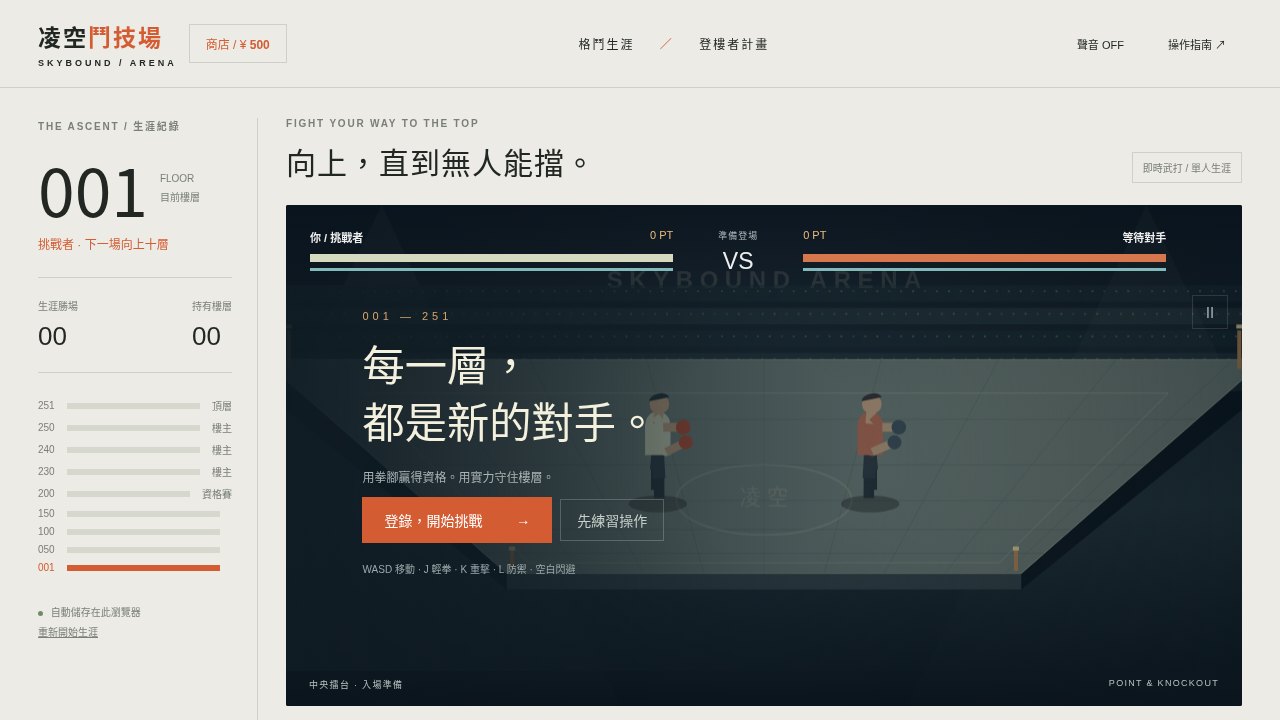 凌空鬥技場
SKYBOUND / ARENA
商店 / ¥ 500
格鬥生涯
／
登樓者計畫
聲音 OFF
操作指南 ↗
THE ASCENT / 生涯紀錄
001
FLOOR
目前樓層
挑戰者 · 下一場向上十層
生涯勝場
持有樓層
00
00
251 頂層
250 樓主
240 樓主
230 樓主
200 資格賽
150
100
050
001
自動儲存在此瀏覽器
重新開始生涯
FIGHT YOUR WAY TO THE TOP
向上，直到無人能擋。
即時武打 / 單人生涯
你 / 挑戰者
0 PT
準備登場
VS
0 PT
等待對手
SKYBOUND ARENA
001 — 251
每一層，
都是新的對手。
用拳腳贏得資格。用實力守住樓層。
凌空
登錄，開始挑戰 →
先練習操作
WASD 移動 · J 輕拳 · K 重擊 · L 防禦 · 空白閃避
中央擂台 · 入場準備
POINT & KNOCKOUT